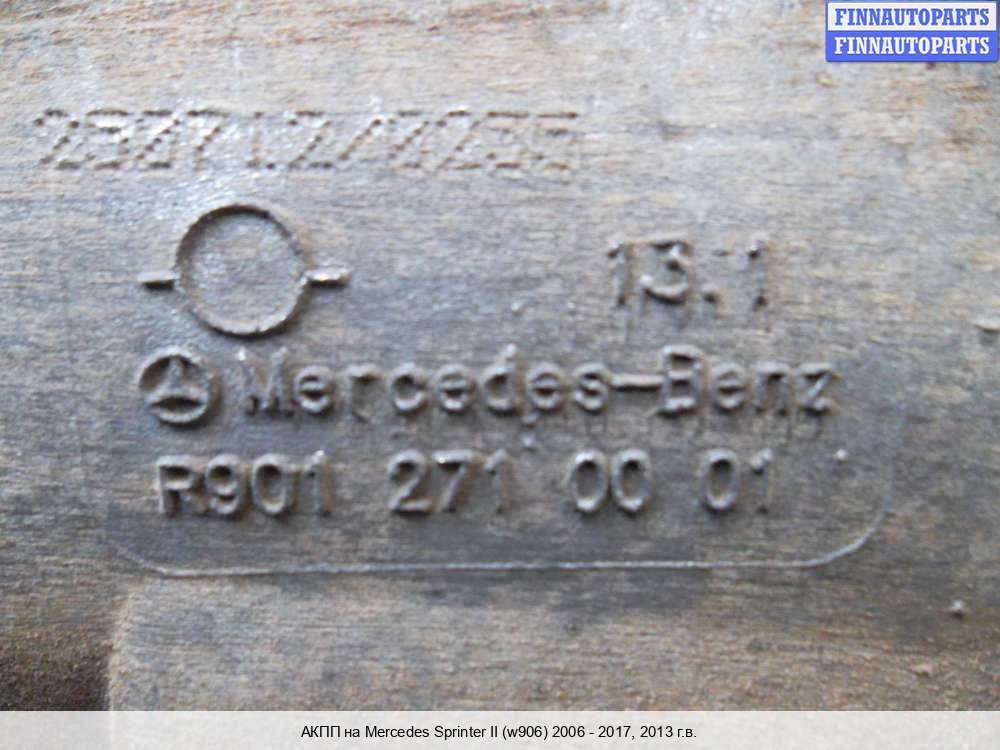 FINNAUTOPARTS
FINNAUTOPARTS
13.1
Mercedes-Benz
R901 271 00 01
АКПП на Mercedes Sprinter II (w906) 2006 - 2017, 2013 г.в.